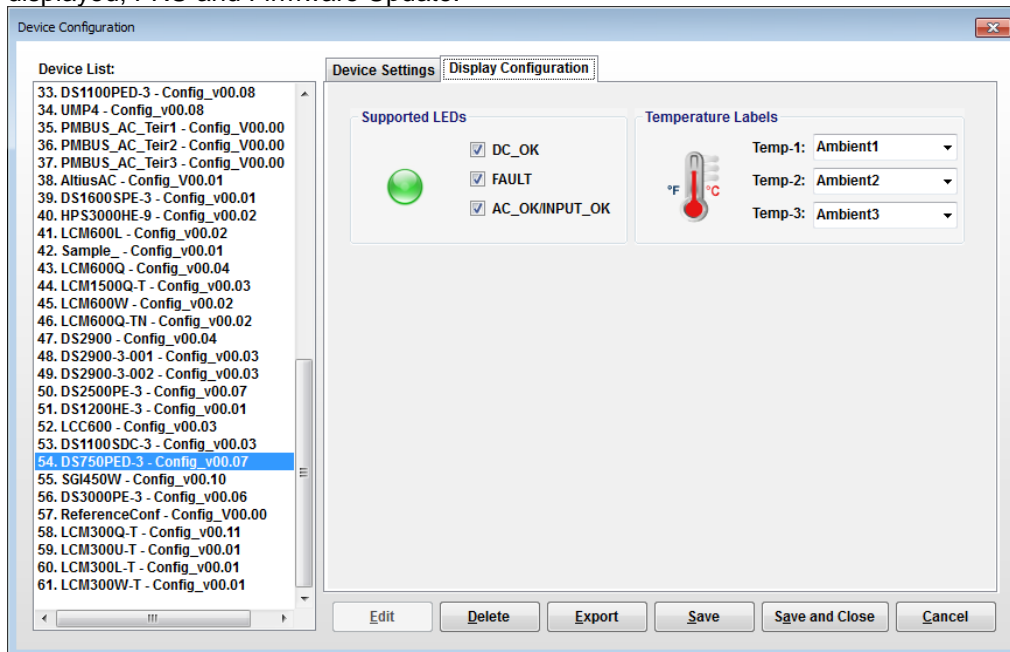 displayed, FRU and Firmware Update.
Device Configuration
Device List:
33. DS1100PED-3 - Config_v00.08
34. UMP4 - Config_v00.08
35. PMBUS_AC_Teir1 - Config_V00.00
36. PMBUS_AC_Teir2 - Config_V00.00
37. PMBUS_AC_Teir3 - Config_V00.00
38. AltiusAC - Config_V00.01
39. DS1600SPE-3 - Config_v00.01
40. HPS3000HE-9 - Config_v00.02
41. LCM600L - Config_v00.02
42. Sample_ - Config_v00.01
43. LCM600Q - Config_v00.04
44. LCM1500Q-T - Config_v00.03
45. LCM600W - Config_v00.02
46. LCM600Q-TN - Config_v00.02
47. DS2900 - Config_v00.04
48. DS2900-3-001 - Config_v00.03
49. DS2900-3-002 - Config_v00.03
50. DS2500PE-3 - Config_v00.07
51. DS1200HE-3 - Config_v00.01
52. LCC600 - Config_v00.03
53. DS1100SDC-3 - Config_v00.03
54. DS750PED-3 - Config_v00.07
55. SGI450W - Config_v00.10
56. DS3000PE-3 - Config_v00.06
57. ReferenceConf - Config_V00.00
58. LCM300Q-T - Config_v00.11
59. LCM300U-T - Config_v00.01
60. LCM300L-T - Config_v00.01
61. LCM300W-T - Config_v00.01
Device Settings
Display Configuration
Supported LEDs
DC_OK
FAULT
AC_OK/INPUT_OK
Temperature Labels
°F °C
Temp-1: Ambient1
Temp-2: Ambient2
Temp-3: Ambient3
Edit
Delete
Export
Save
Save and Close
Cancel